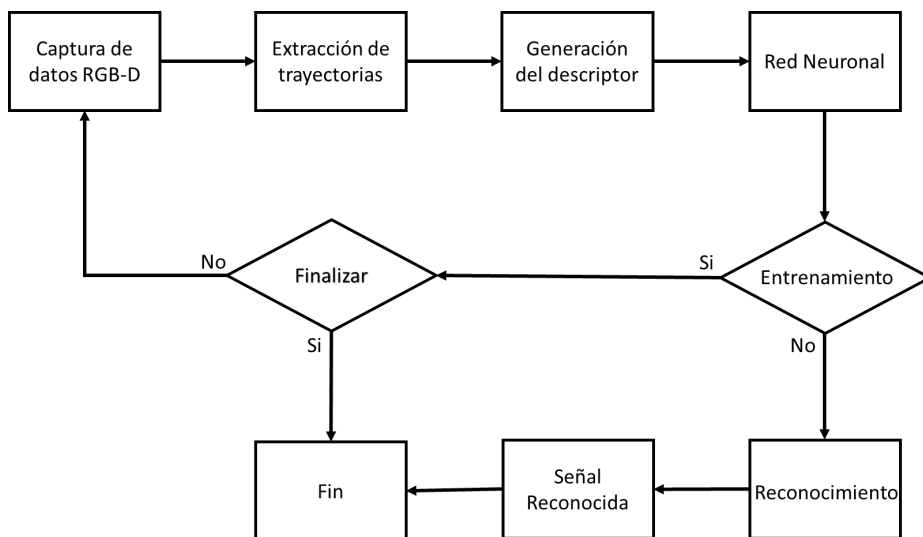 Captura de
datos RGB-D
Extracción de
trayectorias
Generación
del descriptor
Red Neuronal
No
Finalizar
Si
Entrenamiento
Si
No
Fin
Señal
Reconocida
Reconocimiento